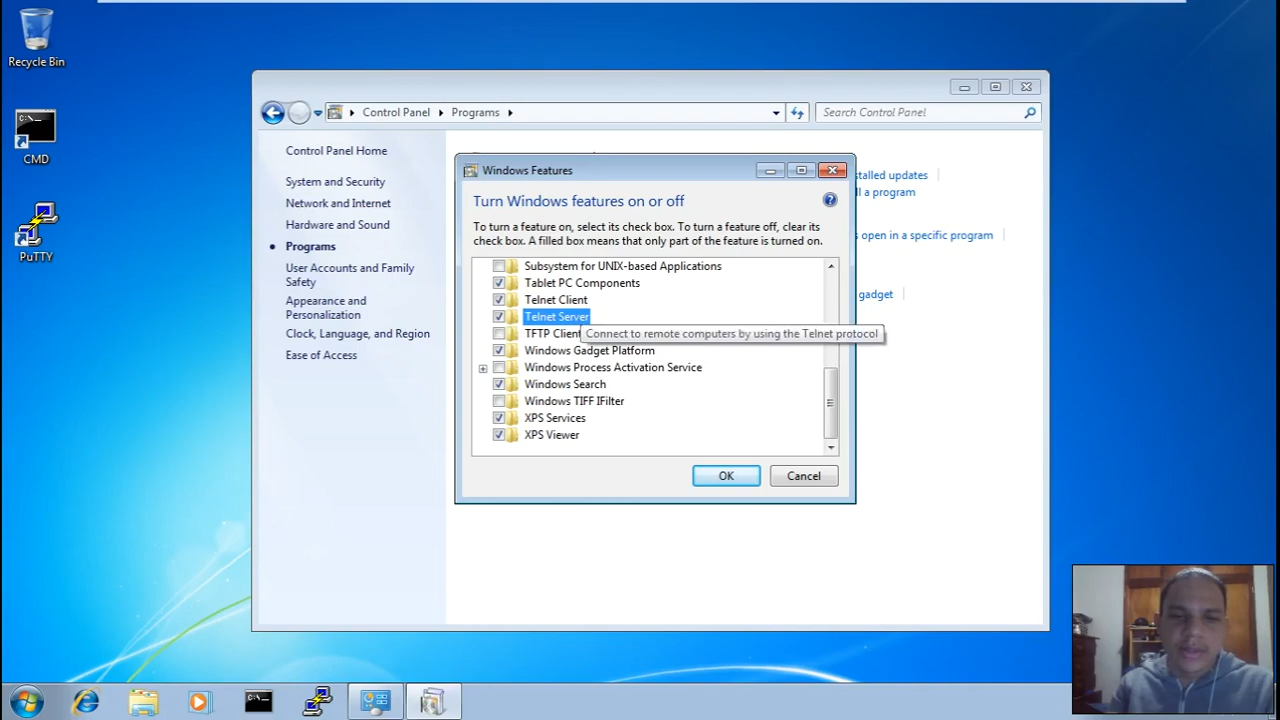 Recycle Bin
C:\_
CMD
PuTTY
Control Panel
Programs
Search Control Panel
Control Panel Home
System and Security
Network and Internet
Hardware and Sound
Programs
User Accounts and Family
Safety
Appearance and
Personalization
Clock, Language, and Region
Ease of Access
stalled updates
ll a program
s open in a specific program
gadget
Windows Features
Turn Windows features on or off
To turn a feature on, select its check box. To turn a feature off, clear its
check box. A filled box means that only part of the feature is turned on.
Subsystem for UNIX-based Applications
Tablet PC Components
Telnet Client
Telnet Server
TFTP Client
Connect to remote computers by using the Telnet protocol
Windows Gadget Platform
Windows Process Activation Service
Windows Search
Windows TIFF IFilter
XPS Services
XPS Viewer
OK
Cancel